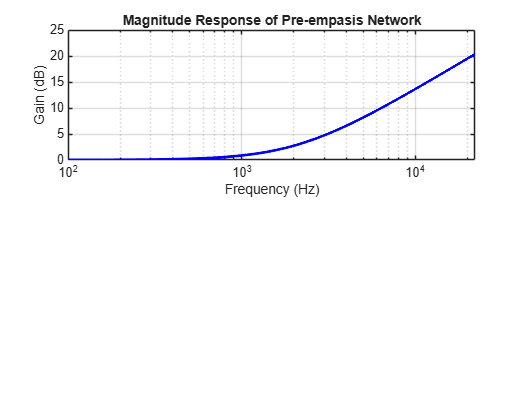 Magnitude Response of Pre-empasis Network
25
20
15
10
5
0
Gain (dB)
10² 10³ 10⁴
Frequency (Hz)